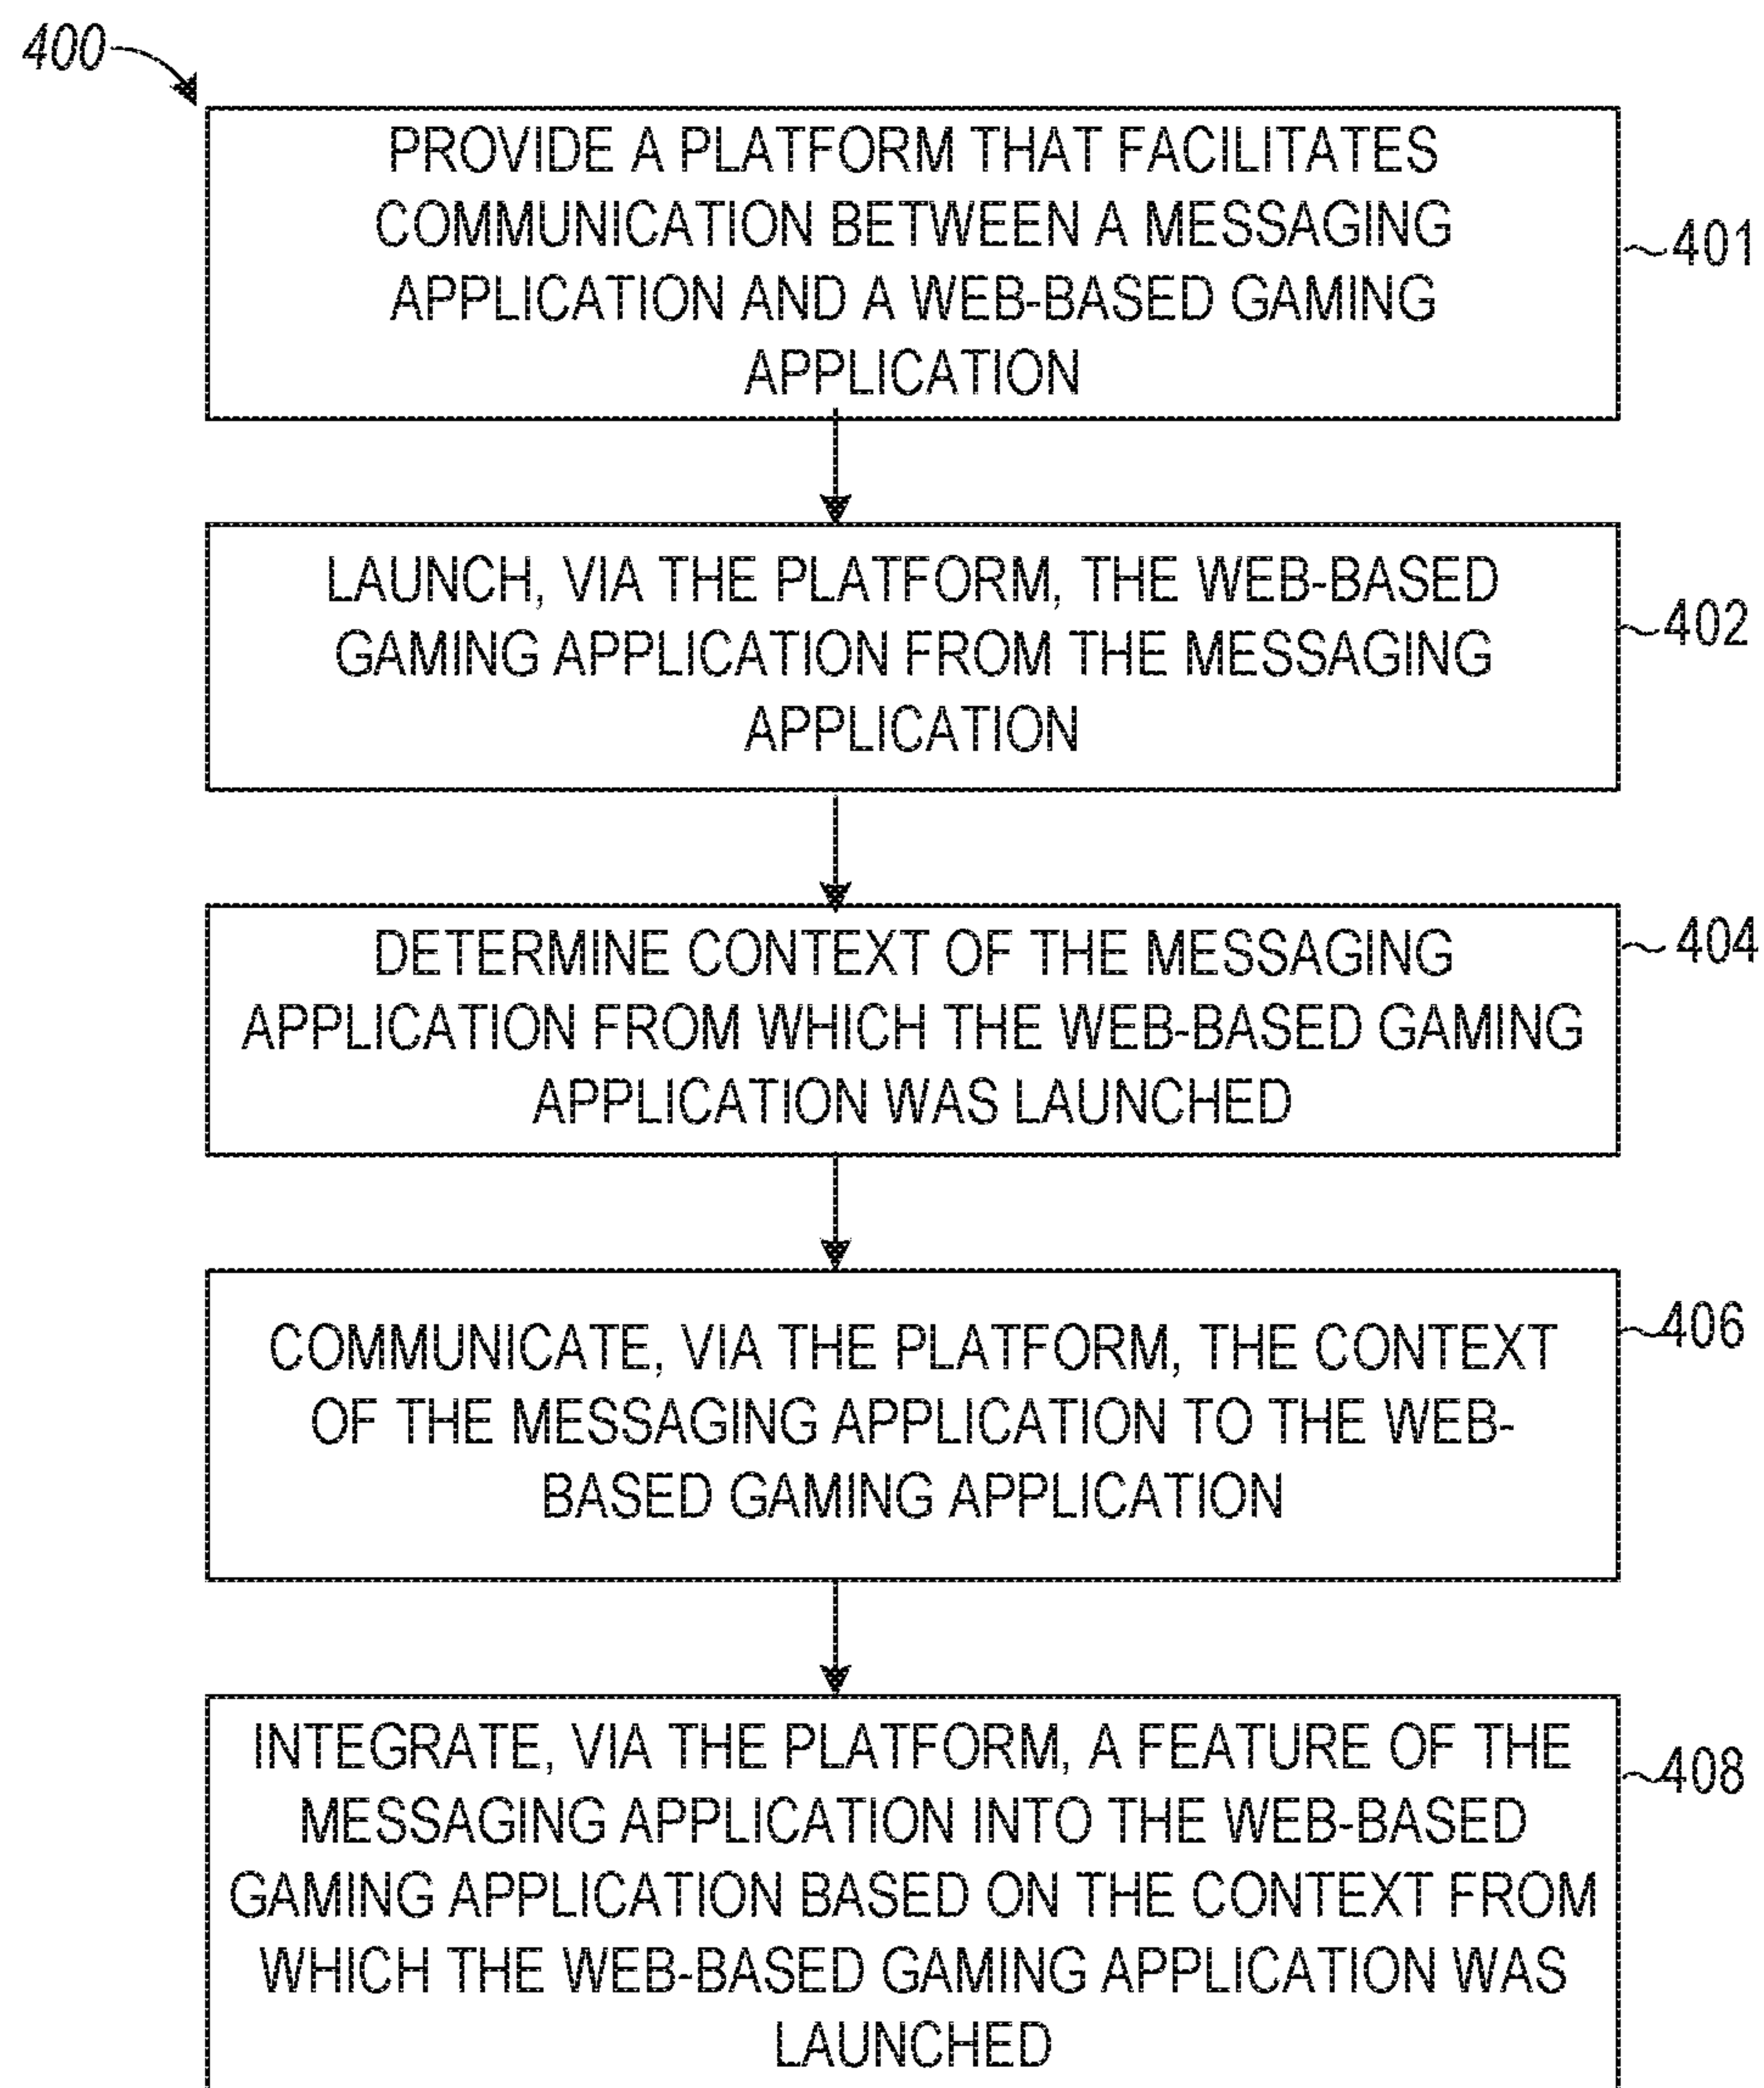 400
PROVIDE A PLATFORM THAT FACILITATES
COMMUNICATION BETWEEN A MESSAGING
APPLICATION AND A WEB-BASED GAMING
APPLICATION
401
LAUNCH, VIA THE PLATFORM, THE WEB-BASED
GAMING APPLICATION FROM THE MESSAGING
APPLICATION
402
DETERMINE CONTEXT OF THE MESSAGING
APPLICATION FROM WHICH THE WEB-BASED GAMING
APPLICATION WAS LAUNCHED
404
COMMUNICATE, VIA THE PLATFORM, THE CONTEXT
OF THE MESSAGING APPLICATION TO THE WEB-
BASED GAMING APPLICATION
406
INTEGRATE, VIA THE PLATFORM, A FEATURE OF THE
MESSAGING APPLICATION INTO THE WEB-BASED
GAMING APPLICATION BASED ON THE CONTEXT FROM
WHICH THE WEB-BASED GAMING APPLICATION WAS
LAUNCHED
408